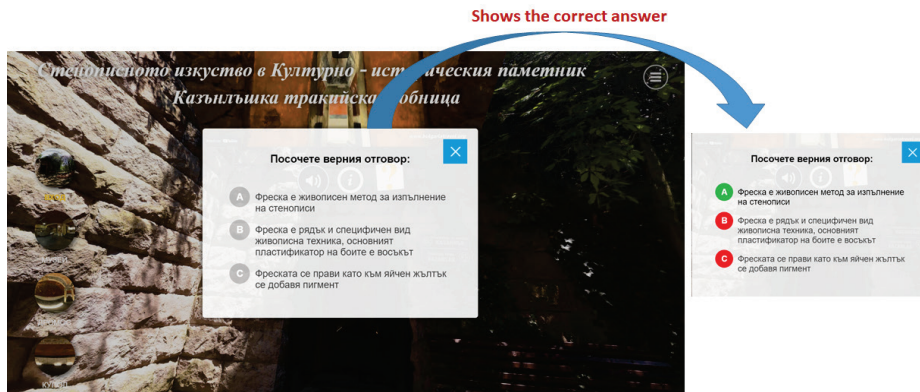 Shows the correct answer
Стенописното изкуство в Културно - исторически паметник
Казънлъшка тракийска гробница
Посочете верния отговор:
A Фреска е живописен метод за изпълнение
на стенописи
B Фреска е рядък и специфичен вид
живописна техника, основният
пластификатор на боите е восъкът
C Фреската се прави като към яйчен жълтък
се добавя пигмент
МУЗЕЙ
Посочете верния отговор:
A Фреска е живописен метод за изпълнение
на стенописи
B Фреска е рядък и специфичен вид
живописна техника, основният
пластификатор на боите е восъкът
C Фреската се прави като към яйчен жълтък
се добавя пигмент